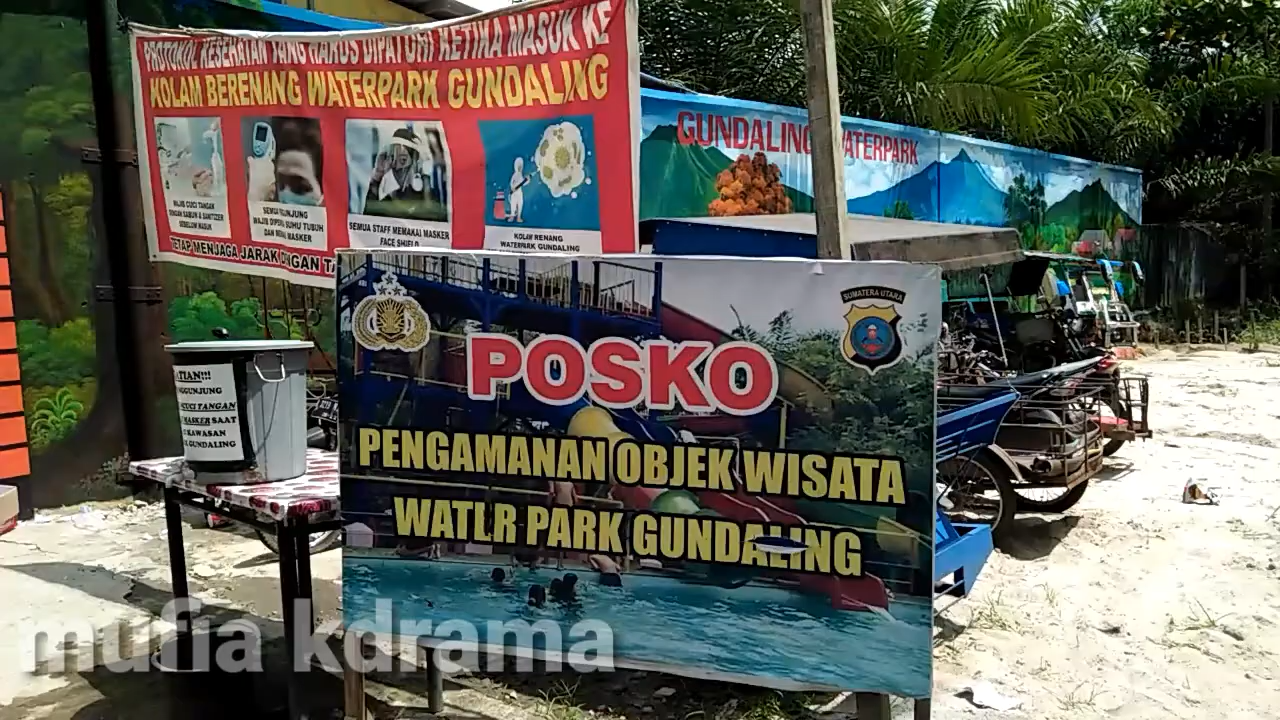 PROTOKOL KESEHATAN YANG HARUS DIPATUHI KETIKA MASUK KE
KOLAM BERENANG WATERPARK GUNDALING
WAJIB CUCI TANGAN
DENGAN SABUN & SANITIZER
SEBELUM MASUK
SEMUA
WAJIB DIPERIKSA SUHU TUBUH
DAN MASKER
SEMUA STAFF MEMAKAI MASKER
FACE SHIELD
KOLAM RENANG
WATERPARK GUNDALING
TETAP MENJAGA JARAK DENGAN
GUNDALING WATERPARK
TIAN!!!
GGUNJUNG
CUCI TANGAN
MASKER SAAT
KAWASAN
GUNDALING
SUMATERA UTARA
POSKO
PENGAMANAN OBJEK WISATA
WATLR PARK GUNDALING
mufia kdrama